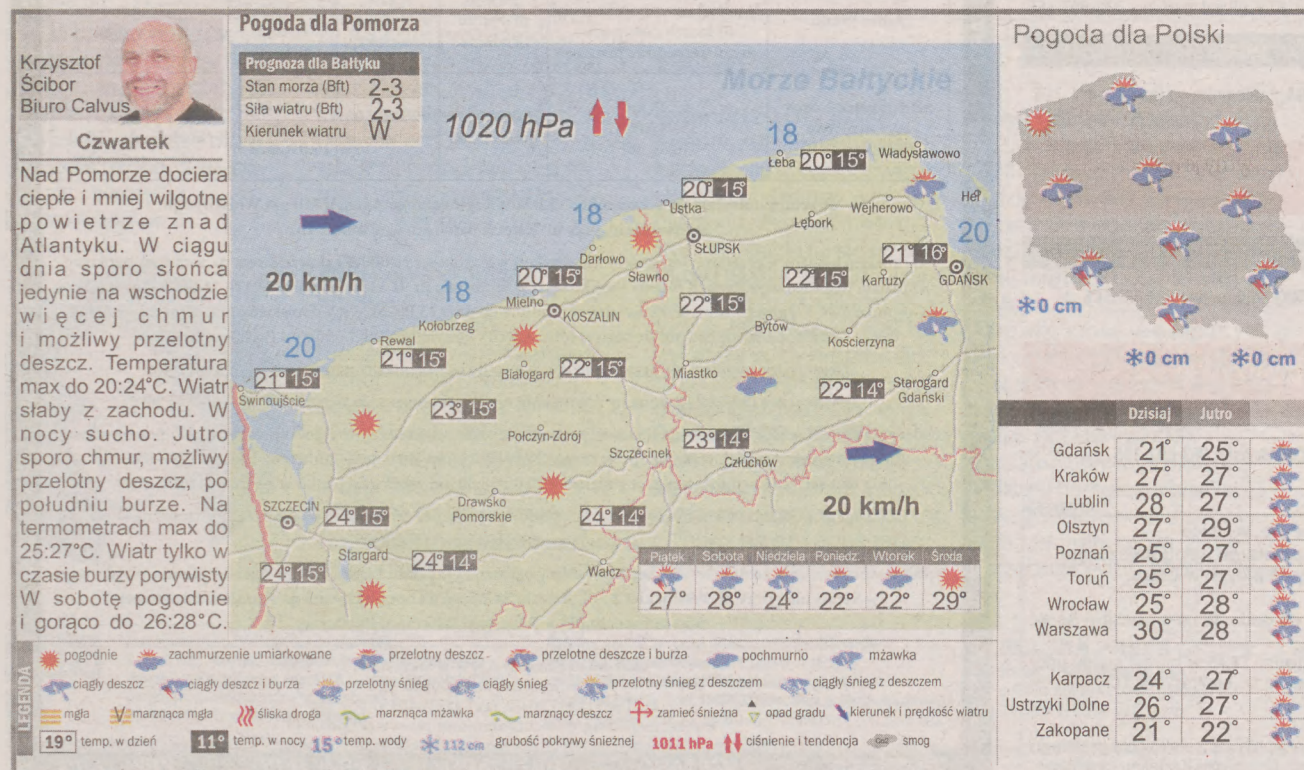 Krzysztof
Ścibor
Biuro Calvus
Czwartek
Nad Pomorze dociera
ciepłe i mniej wilgotne
powietrze znad
Atlantyku. W ciągu
dnia sporo słońca
jedynie na wschodzie
więcej chmur
i możliwy przelotny
deszcz. Temperatura
max do 20:24°C. Wiatr
słaby z zachodu. W
nocy sucho. Jutro
sporo chmur, możliwy
przelotny deszcz, po
południu burze. Na
termometrach max do
25:27°C. Wiatr tylko w
czasie burzy porywisty
W sobotę pogodnie
i gorąco do 26:28°C.
Pogoda dla Pomorza
Prognoza dla Bałtyku
Stan morza (Bft) 2-3
Siła wiatru (Bft) 2-3
Kierunek wiatru W
Morze Bałtyckie
1020 hPa
18
Łeba 20° 15°
Władysławowo
Hel
20° 15°
Ustka
Lębork
Wejherowo
20
18
SŁUPSK
Darłowo
Sławno
21° 16°
GDAŃSK
20 km/h
20° 15°
Mielno
22° 15°
Kartuzy
18
Kołobrzeg
KOSZALIN
22° 15°
Bytów
Kościerzyna
20
Rewal
21° 15°
Białogard
22° 15°
Miastko
21° 15°
Świnoujście
22° 14°
Starogard
Gdański
23° 15°
Połczyn-Zdrój
Szczecinek
23° 14°
Człuchów
20 km/h
SZCZECIN
24° 15°
Drawsko
Pomorskie
24° 14°
Stargard
24° 14°
24° 15°
Wałcz
Piątek Sobota Niedziela Poniedz. Wtorek Środa
27° 28° 24° 22° 22° 29°
Pogoda dla Polski
0 cm
0 cm
0 cm
Dzisiaj Jutro
Gdańsk 21° 25°
Kraków 27° 27°
Lublin 28° 27°
Olsztyn 27° 29°
Poznań 25° 27°
Toruń 25° 27°
Wrocław 25° 28°
Warszawa 30° 28°
Karpacz 24° 27°
Ustrzyki Dolne 26° 27°
Zakopane 21° 22°
LEGENDA
pogodnie zachmurzenie umiarkowane przelotny deszcz przelotne deszcze i burza pochmurno mżawka
ciągły deszcz ciągły deszcz i burza przelotny śnieg ciągły śnieg przelotny śnieg z deszczem ciągły śnieg z deszczem
mgła marznąca mgła śliska droga marznąca mżawka marznący deszcz zamieć śnieżna opad gradu kierunek i prędkość wiatru
19° temp. w dzień 11° temp. w nocy 15° temp. wody 112 cm grubość pokrywy śnieżnej 1011 hPa ciśnienie i tendencja smog